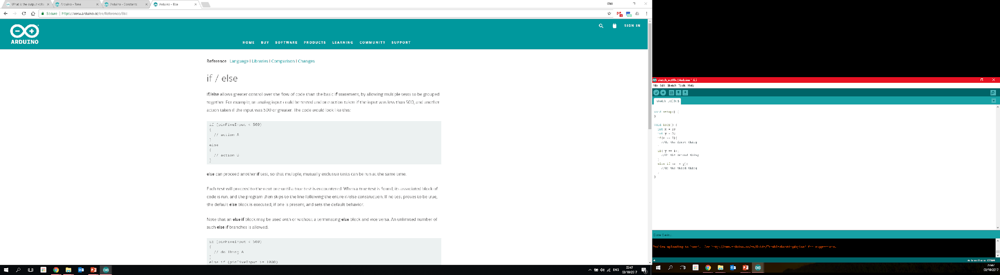 What is the output volta
Arduino - Tone
Arduino - Constants
Arduino - Else
Secure https://www.arduino.cc/en/Reference/Else
SIGN IN
ARDUINO
HOME BUY SOFTWARE PRODUCTS LEARNING COMMUNITY SUPPORT
Reference Language | Libraries | Comparison | Changes
if / else
if/else allows greater control over the flow of code than the basic if statement, by allowing multiple tests to be grouped
together. For example, an analog input could be tested and one action taken if the input was less than 500, and another
action taken if the input was 500 or greater. The code would look like this:
if (pinFiveInput < 500)
{
// action A
}
else
{
// action B
}
else can proceed another if test, so that multiple, mutually exclusive tests can be run at the same time.
Each test will proceed to the next one until a true test is encountered. When a true test is found, its associated block of
code is run, and the program then skips to the line following the entire if/else construction. If no test proves to be true,
the default else block is executed, if one is present, and sets the default behavior.
Note that an else if block may be used with or without a terminating else block and vice versa. An unlimited number of
such else if branches is allowed.
if (pinFiveInput < 500)
{
// do Thing A
}
else if (pinFiveInput >= 1000)
ENG
22:47
03/10/2017
sketch_oct03c | Arduino 1.6.5
File Edit Sketch Tools Help
sketch_oct03c §
void setup() {
}
void loop() {
int x = 1;
int y = 3;
if(x == 1){
//do the first thing
}
if( y == 1){
//do the second thing
}
else if (x = y){
//do the third thing
}
}
Done Saving.
Problem uploading to board. See http://www.arduino.cc/en/Guide/Troubleshooting#upload for suggestions.
4
22:47
03/10/2017